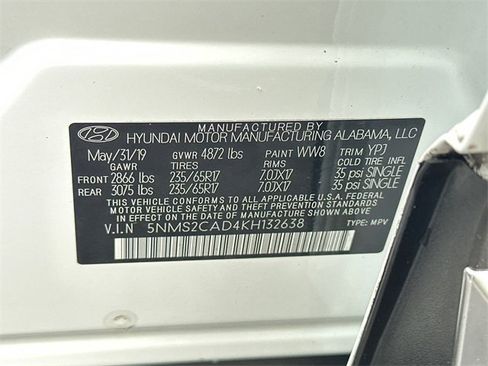 MANUFACTURED BY
HYUNDAI MOTOR MANUFACTURING ALABAMA, LLC
May/31/19 GVWR 4872 lbs PAINT WW8 TRIM YPJ
GAWR TIRES RIMS COLD TIRE INFL
FRONT 2866 lbs 235/65R17 7.0JX17 35 psi SINGLE
REAR 3075 lbs 235/65R17 7.0JX17 35 psi SINGLE
THIS VEHICLE CONFORMS TO ALL APPLICABLE U.S.A. FEDERAL
MOTOR VEHICLE SAFETY AND THEFT PREVENTION STANDARDS
IN EFFECT ON THE DATE OF MANUFACTURE SHOWN ABOVE.
V.I.N 5NMS2CAD4KH132638 TYPE: MPV